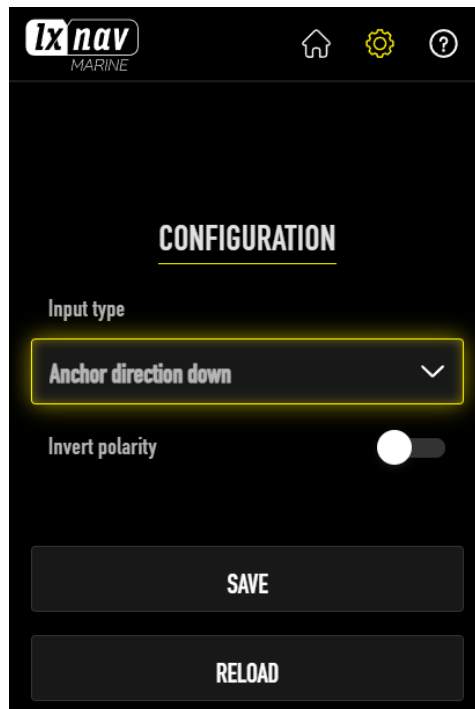 lx nav
MARINE
?
CONFIGURATION
Input type
Anchor direction down
Invert polarity
SAVE
RELOAD